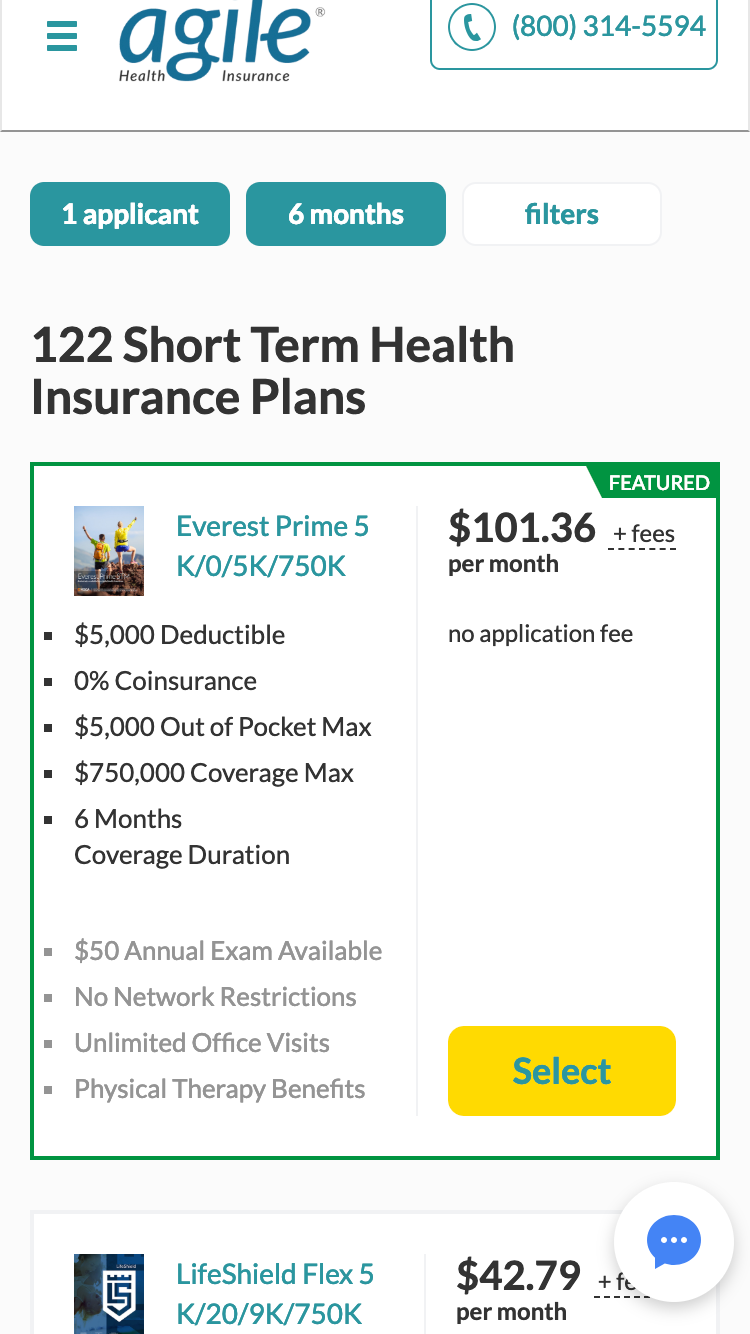 agile®
Health Insurance
(800) 314-5594
1 applicant
6 months
filters
122 Short Term Health
Insurance Plans
FEATURED
Everest Prime 5
K/0/5K/750K
$101.36 + fees
per month
no application fee
$5,000 Deductible
0% Coinsurance
$5,000 Out of Pocket Max
$750,000 Coverage Max
6 Months
Coverage Duration
$50 Annual Exam Available
No Network Restrictions
Unlimited Office Visits
Physical Therapy Benefits
Select
LifeShield
LifeShield Flex 5
K/20/9K/750K
$42.79 + fe
per month